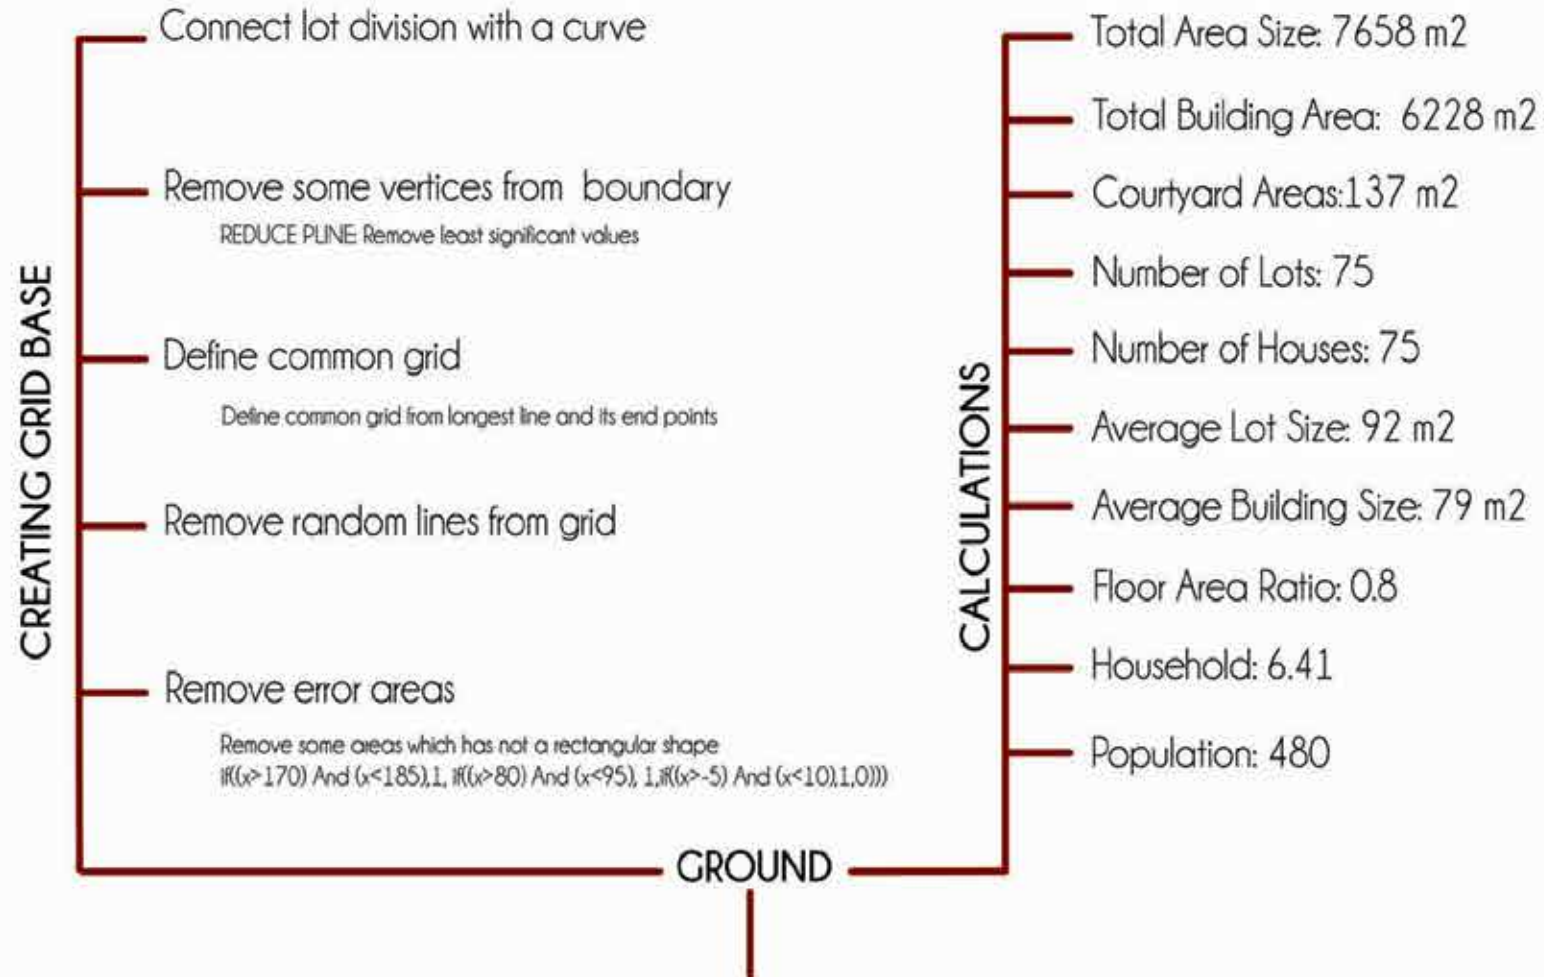 CREATING GRID BASE
Connect lot division with a curve
Remove some vertices from boundary
REDUCE PLINE: Remove least significant values
Define common grid
Define common grid from longest line and its end points
Remove random lines from grid
Remove error areas
Remove some areas which has not a rectangular shape
if((x>170) And (x<185),1, if((x>80) And (x<95), 1,if((x>-5) And (x<10),1,0)))
CALCULATIONS
Total Area Size: 7658 m2
Total Building Area: 6228 m2
Courtyard Areas:137 m2
Number of Lots: 75
Number of Houses: 75
Average Lot Size: 92 m2
Average Building Size: 79 m2
Floor Area Ratio: 0.8
Household: 6.41
Population: 480
GROUND